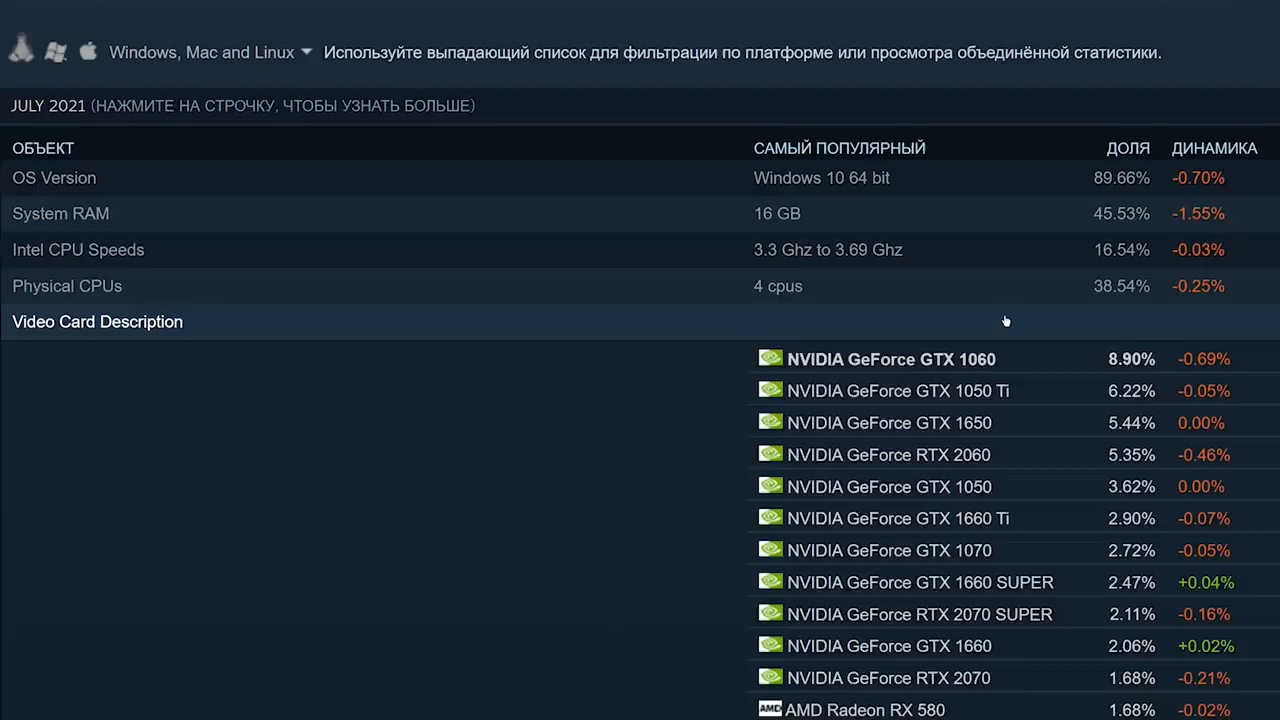 Windows, Mac and Linux Используйте выпадающий список для фильтрации по платформе или просмотра объединённой статистики.
JULY 2021 (НАЖМИТЕ НА СТРОЧКУ, ЧТОБЫ УЗНАТЬ БОЛЬШЕ)
ОБЪЕКТ САМЫЙ ПОПУЛЯРНЫЙ ДОЛЯ ДИНАМИКА
OS Version Windows 10 64 bit 89.66% -0.70%
System RAM 16 GB 45.53% -1.55%
Intel CPU Speeds 3.3 Ghz to 3.69 Ghz 16.54% -0.03%
Physical CPUs 4 cpus 38.54% -0.25%
Video Card Description
NVIDIA GeForce GTX 1060 8.90% -0.69%
NVIDIA GeForce GTX 1050 Ti 6.22% -0.05%
NVIDIA GeForce GTX 1650 5.44% 0.00%
NVIDIA GeForce RTX 2060 5.35% -0.46%
NVIDIA GeForce GTX 1050 3.62% 0.00%
NVIDIA GeForce GTX 1660 Ti 2.90% -0.07%
NVIDIA GeForce GTX 1070 2.72% -0.05%
NVIDIA GeForce GTX 1660 SUPER 2.47% +0.04%
NVIDIA GeForce RTX 2070 SUPER 2.11% -0.16%
NVIDIA GeForce GTX 1660 2.06% +0.02%
NVIDIA GeForce RTX 2070 1.68% -0.21%
AMD AMD Radeon RX 580 1.68% -0.02%